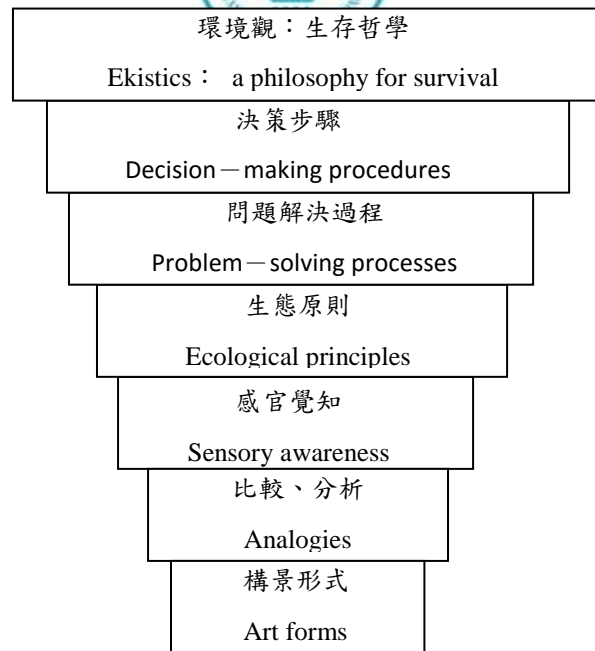 環境觀：生存哲學
Ekistics： a philosophy for survival
決策步驟
Decision－making procedures
問題解決過程
Problem－solving processes
生態原則
Ecological principles
感官覺知
Sensory awareness
比較、分析
Analogies
構景形式
Art forms